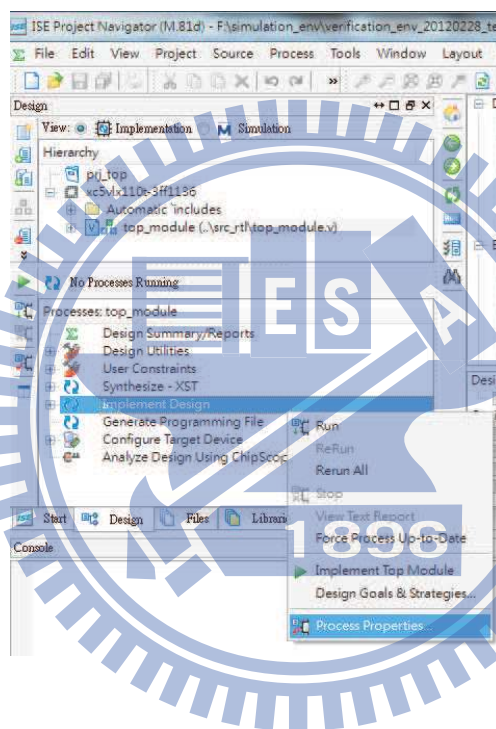 ISE Project Navigator (M.81d) - F:\simulation_env\verification_env_20120228_te
File Edit View Project Source Process Tools Window Layout
Design
View: Implementation Simulation
Hierarchy
prj_top
xc5vlx110t-3ff1136
Automatic `includes
top_module (..\src_rtl\top_module.v)
No Processes Running
Processes: top_module
Design Summary/Reports
Design Utilities
User Constraints
Synthesize - XST
Implement Design
Generate Programming File
Configure Target Device
Analyze Design Using ChipScop
Run
ReRun
Rerun All
Stop
View Text Report
Force Process Up-to-Date
Implement Top Module
Design Goals & Strategies...
Process Properties...
Start Design Files Librari
Console
Desi
E S
1896